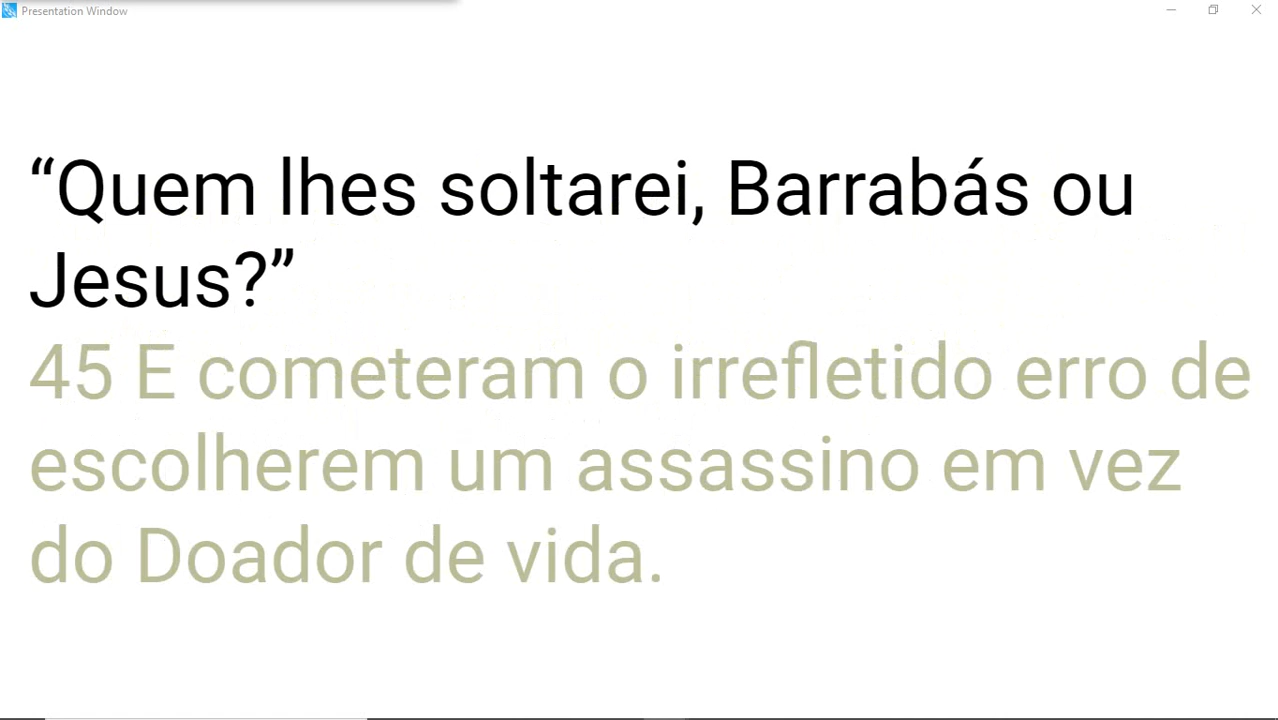 Presentation Window
“Quem lhes soltarei, Barrabás ou
Jesus?”
45 E cometeram o irrefletido erro de
escolherem um assassino em vez
do Doador de vida.